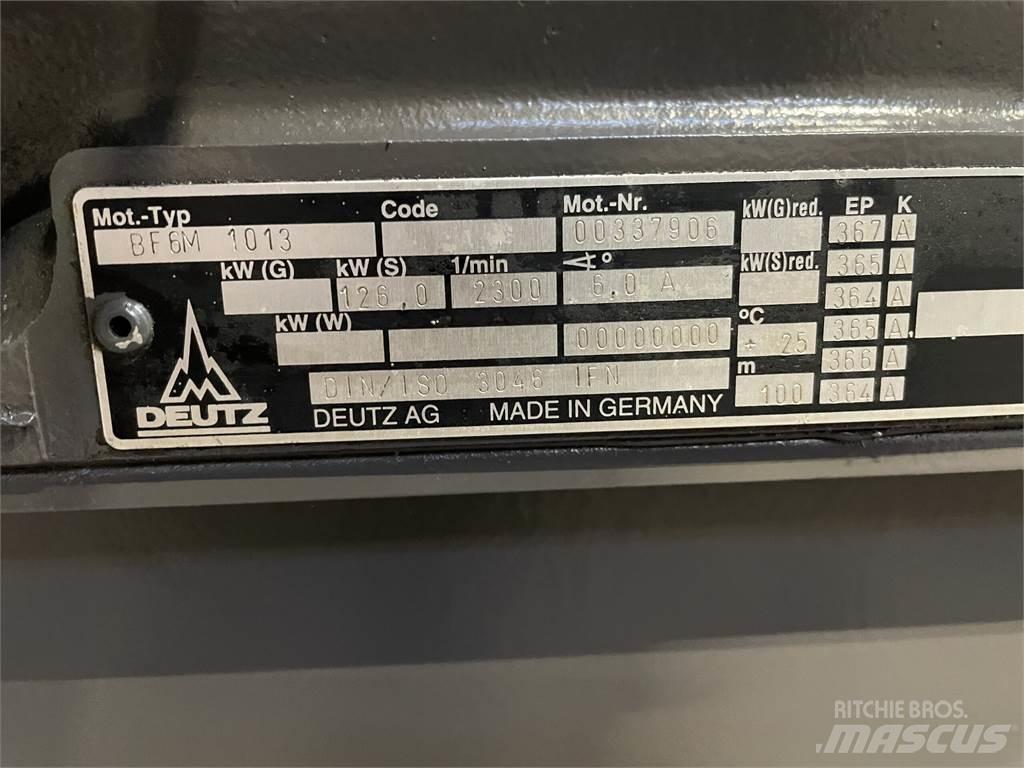 Mot.-Typ Code Mot.-Nr. kW(G)red. EP K
BF6M 1013 00337906 367 A
kW (G) kW (S) 1/min ∢° kW(S)red. 365 A
126,0 2300 6.0 A 364 A
kW (W) 00000000 °C 365 A
+ 25 366 A
DIN/ISO 3046 IFN m 100 364 A
DEUTZ DEUTZ AG MADE IN GERMANY
RITCHIE BROS.
MASCUS